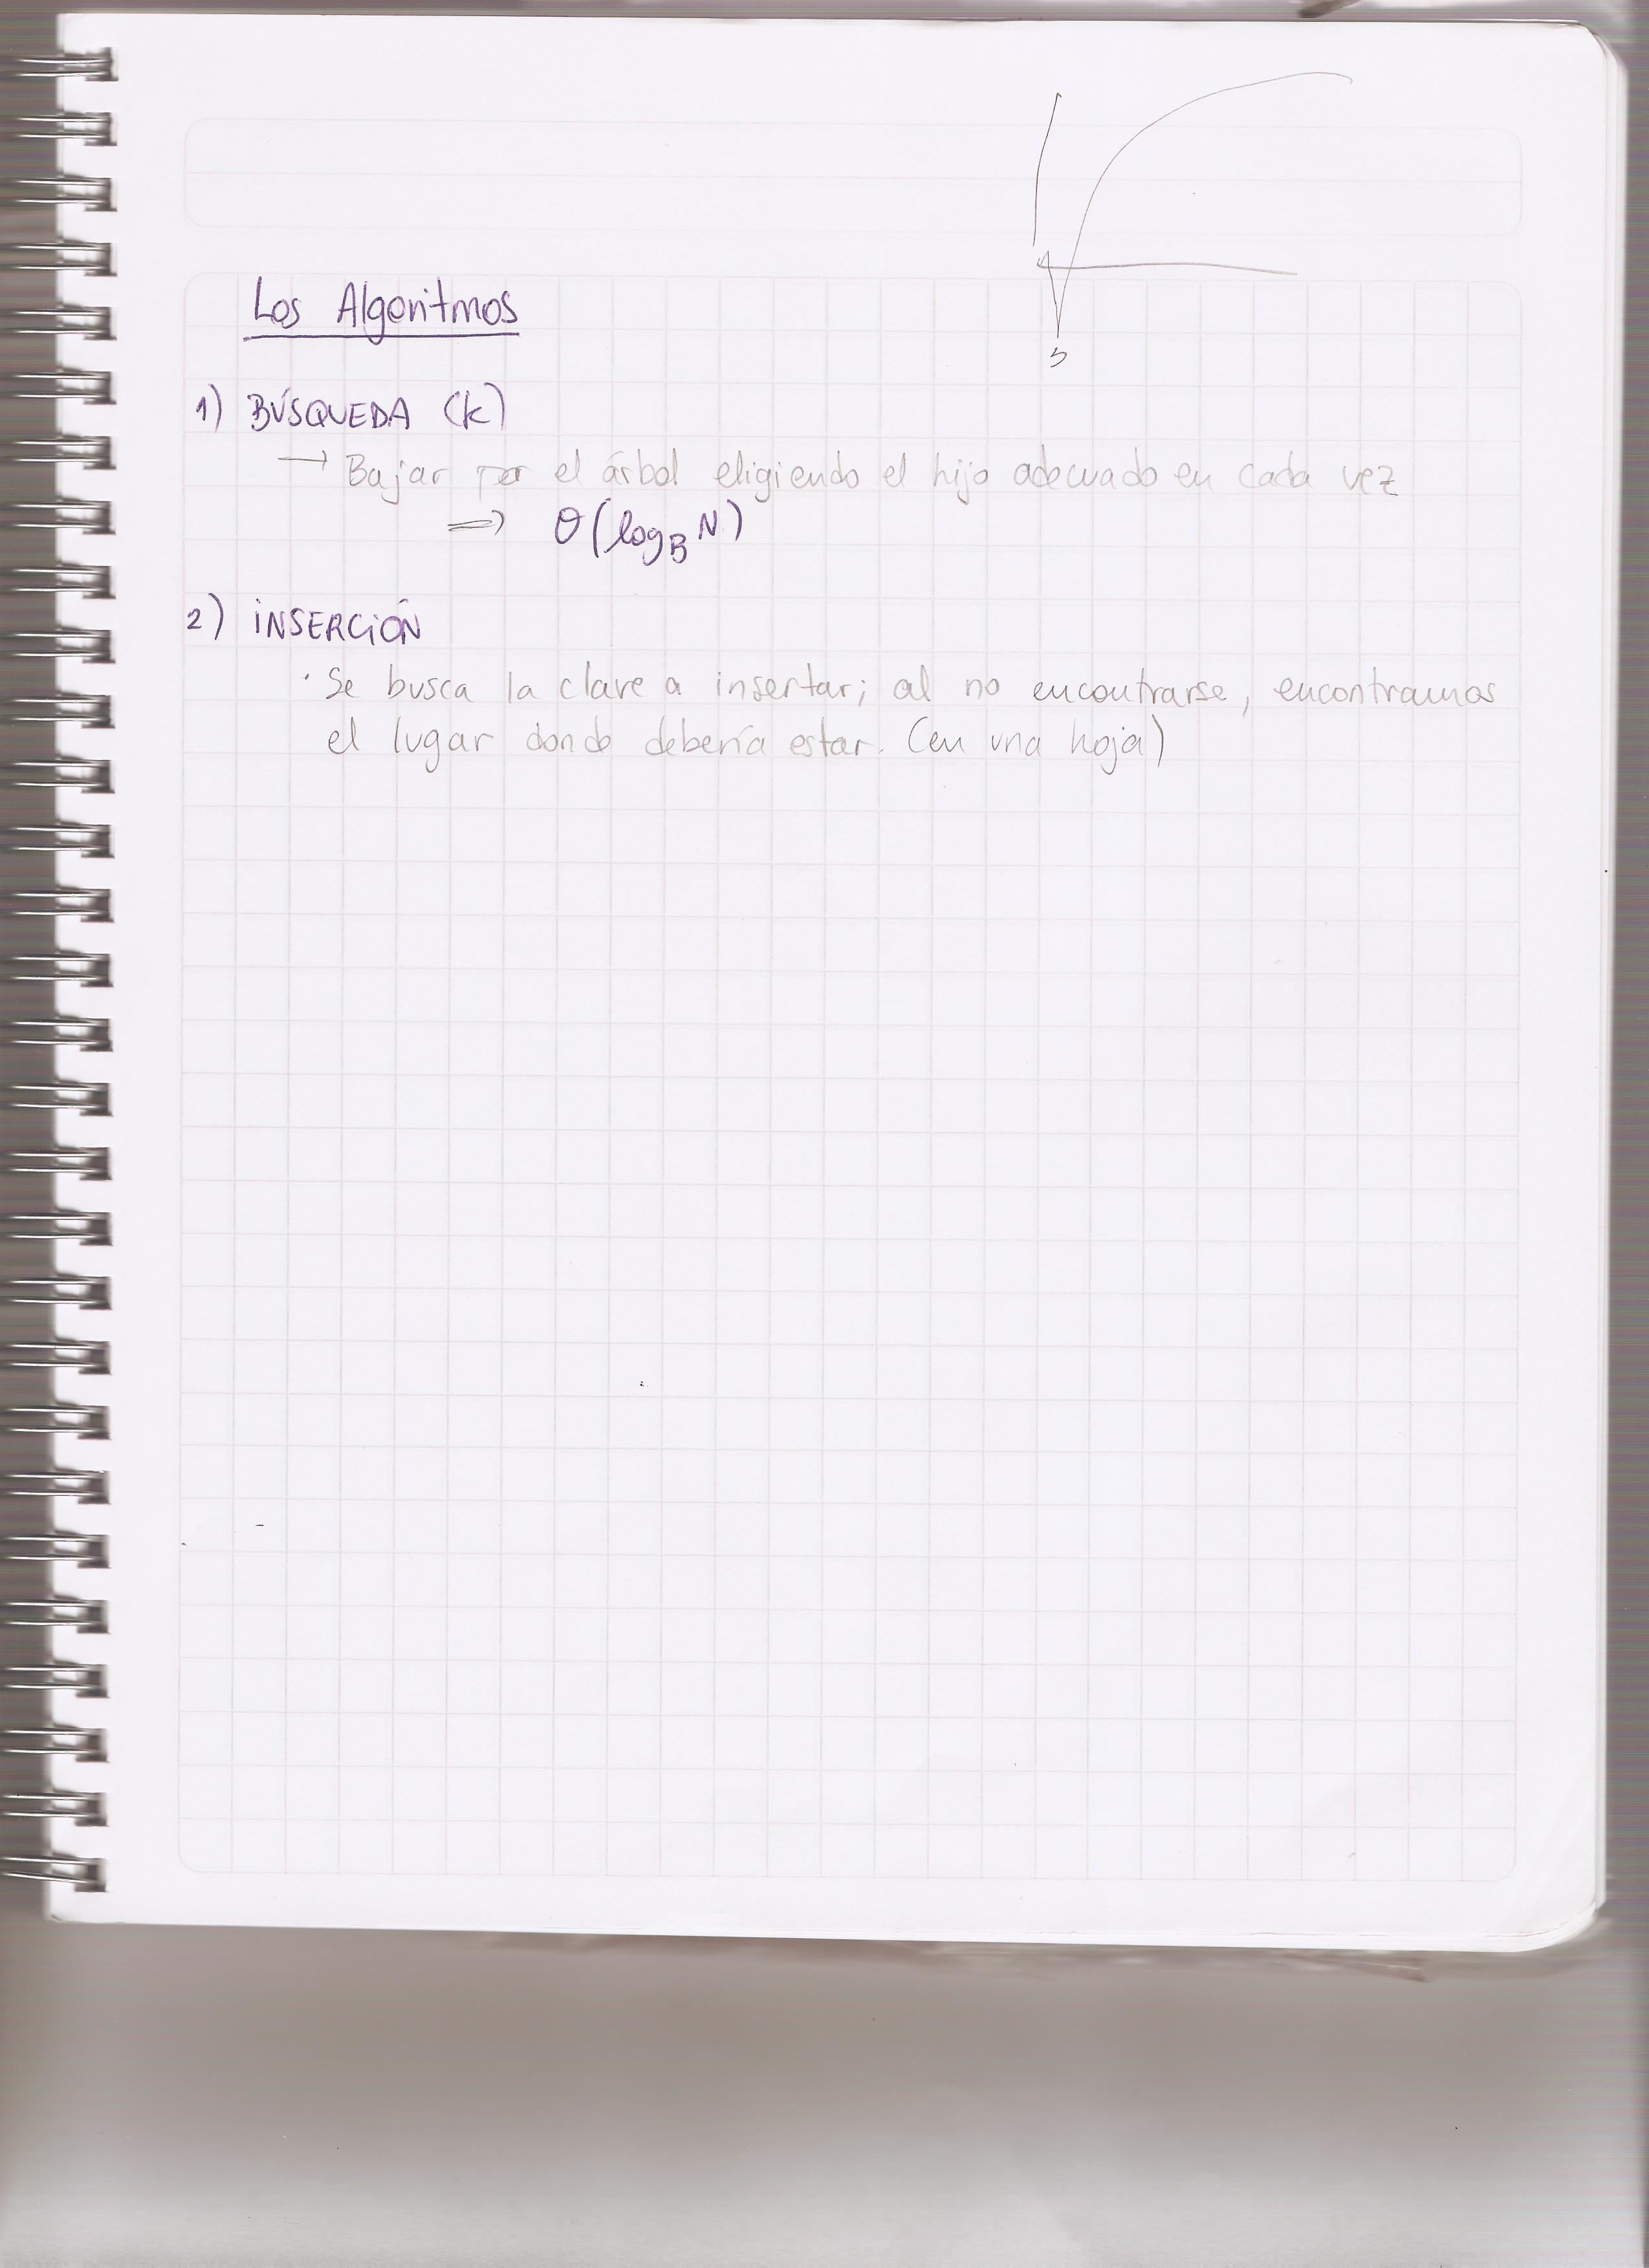 Los Algoritmos
1) BÚSQUEDA (k)
→ Bajar por el árbol eligiendo el hijo adecuado en cada vez
⇒ O(log_B N)
2) INSERCIÓN
· Se busca la clave a insertar; al no encontrarse, encontramos
el lugar donde debería estar. (en una hoja)